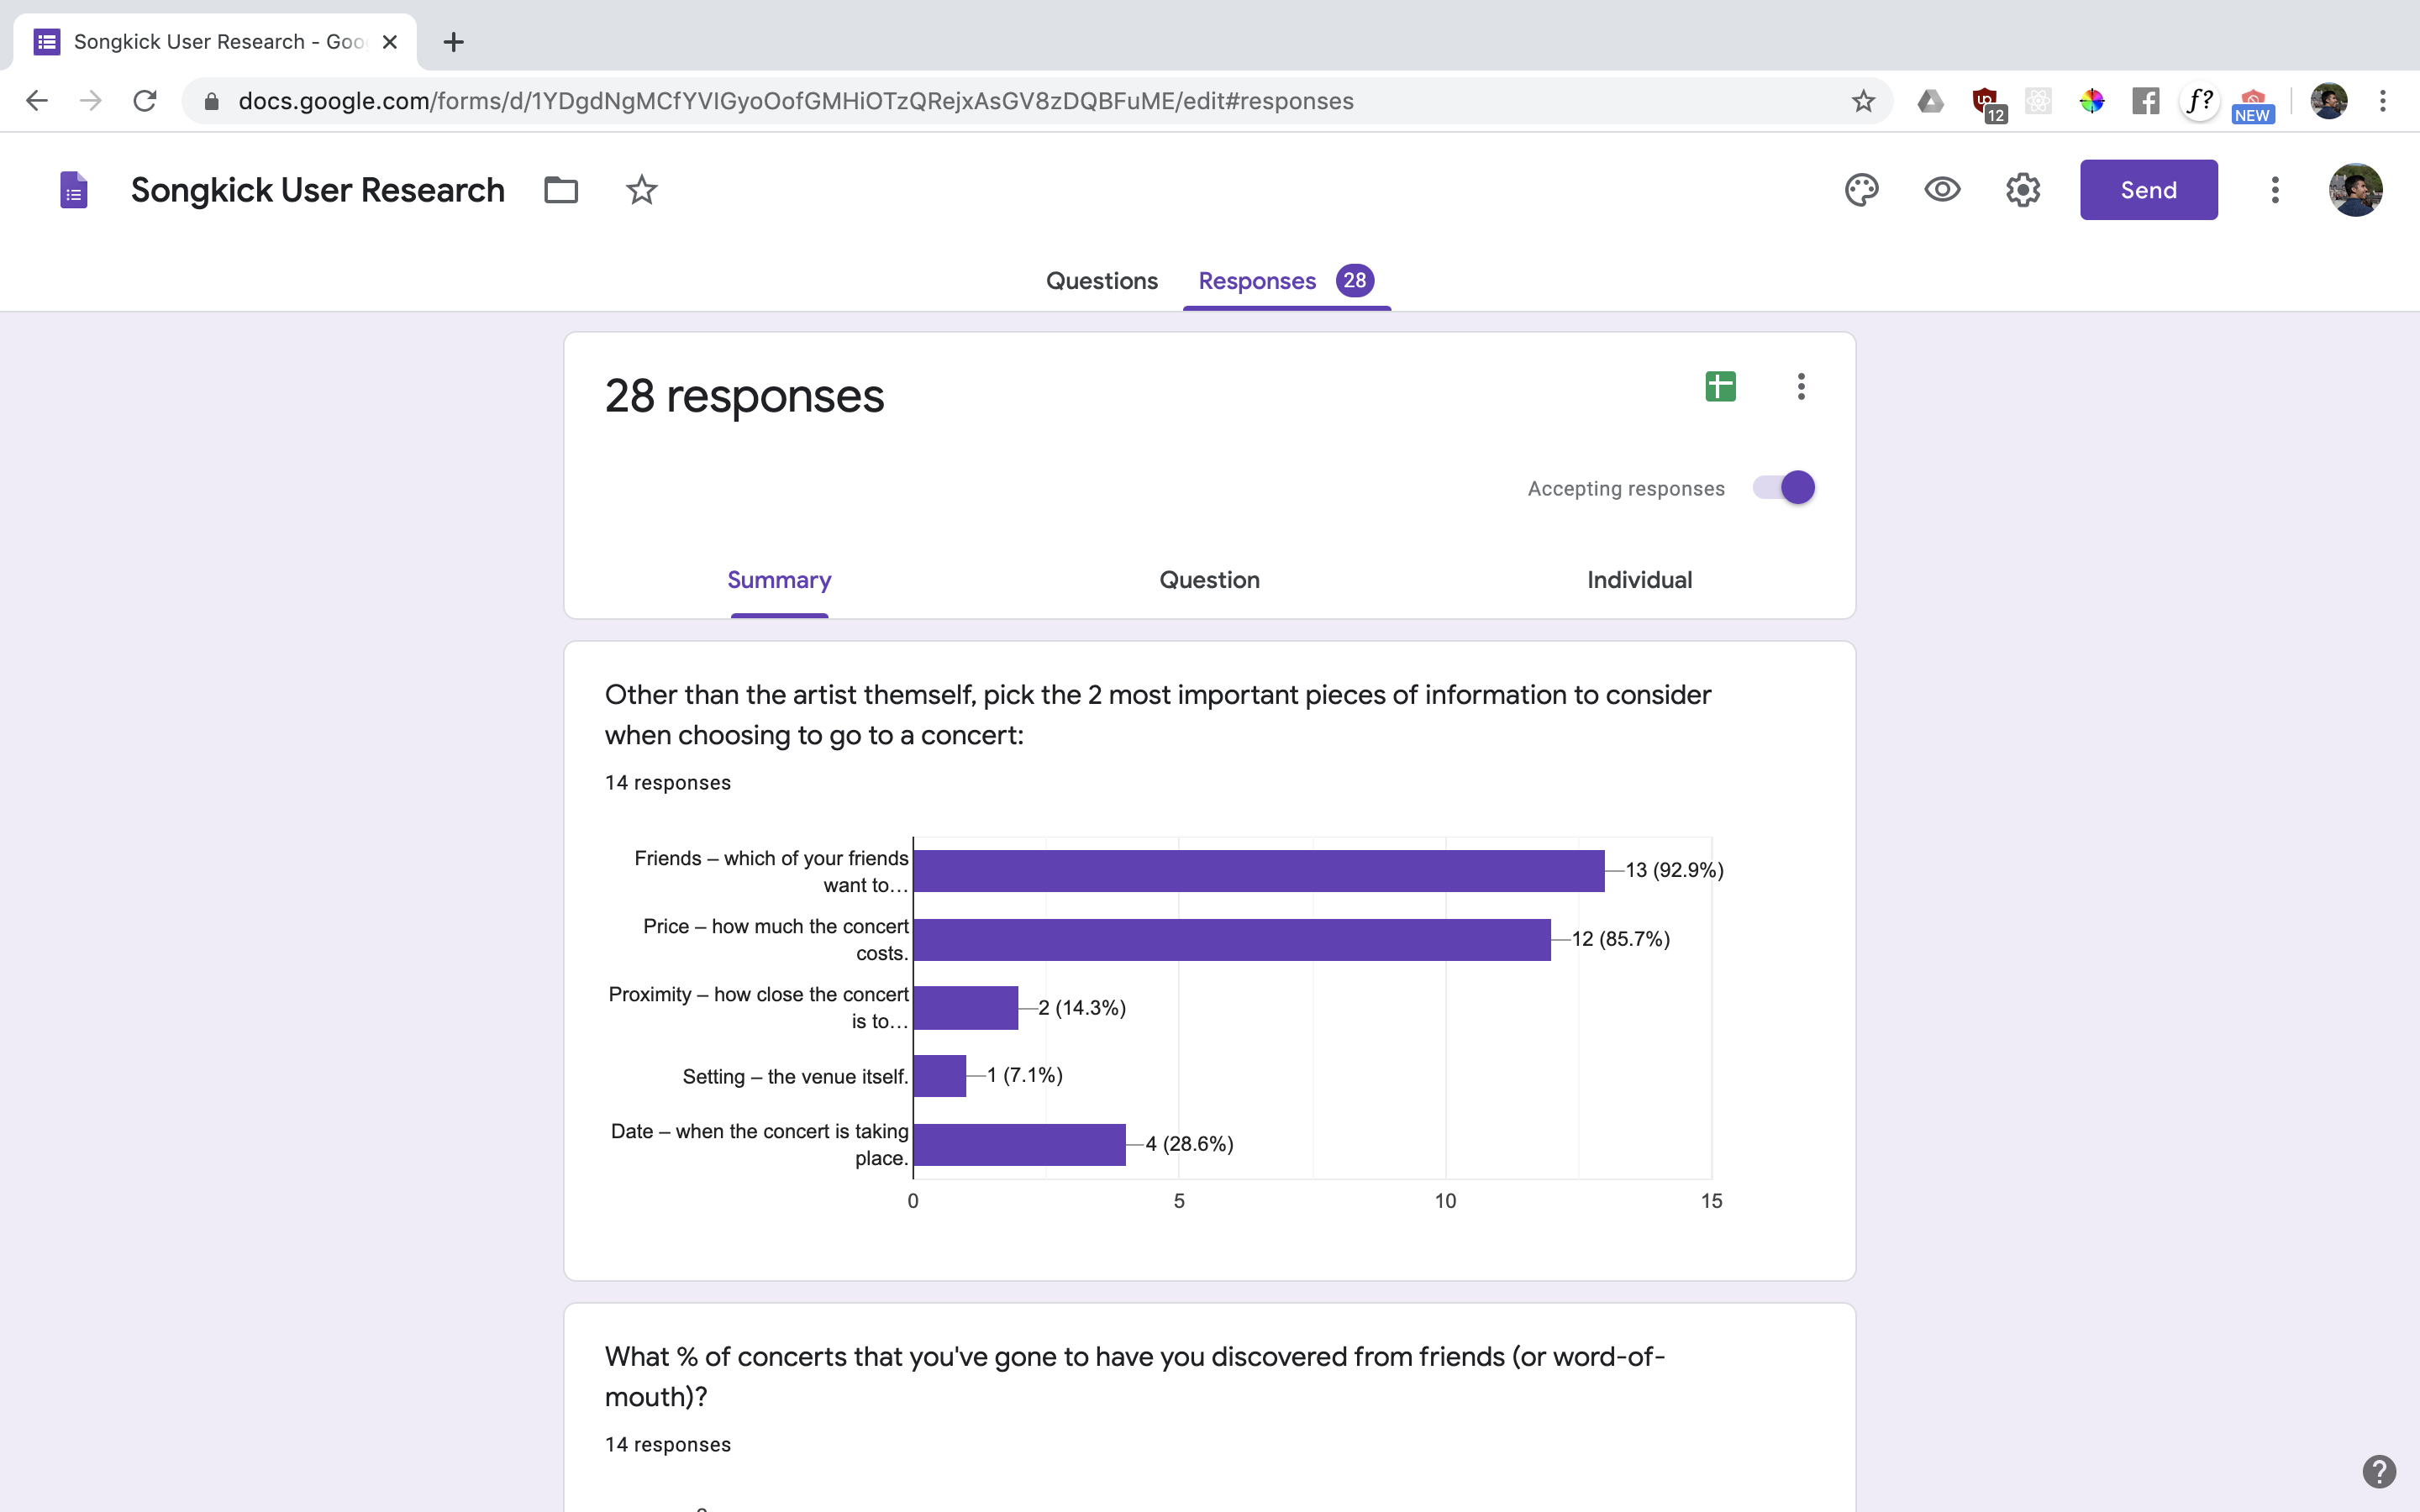 Songkick User Research - Goo
docs.google.com/forms/d/1YDgdNgMCfYVIGyoOofGMHiOTzQRejxAsGV8zDQBFuME/edit#responses
12
f?
NEW
Songkick User Research
Send
Questions
Responses 28
28 responses
Accepting responses
Summary
Question
Individual
Other than the artist themself, pick the 2 most important pieces of information to consider
when choosing to go to a concert:
14 responses
Friends – which of your friends
want to…
13 (92.9%)
Price – how much the concert
costs.
12 (85.7%)
Proximity – how close the concert
is to…
2 (14.3%)
Setting – the venue itself.
1 (7.1%)
Date – when the concert is taking
place.
4 (28.6%)
0 5 10 15
What % of concerts that you've gone to have you discovered from friends (or word-of-
mouth)?
14 responses
?